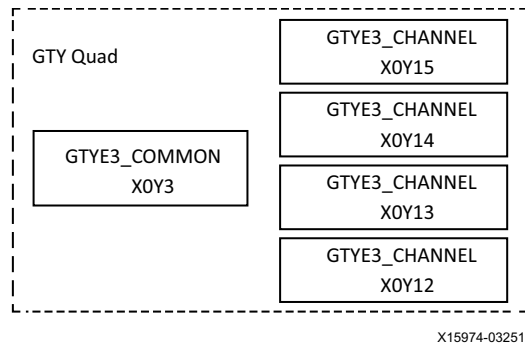 GTY Quad
GTYE3_COMMON
X0Y3
GTYE3_CHANNEL
X0Y15
GTYE3_CHANNEL
X0Y14
GTYE3_CHANNEL
X0Y13
GTYE3_CHANNEL
X0Y12
X15974-03251